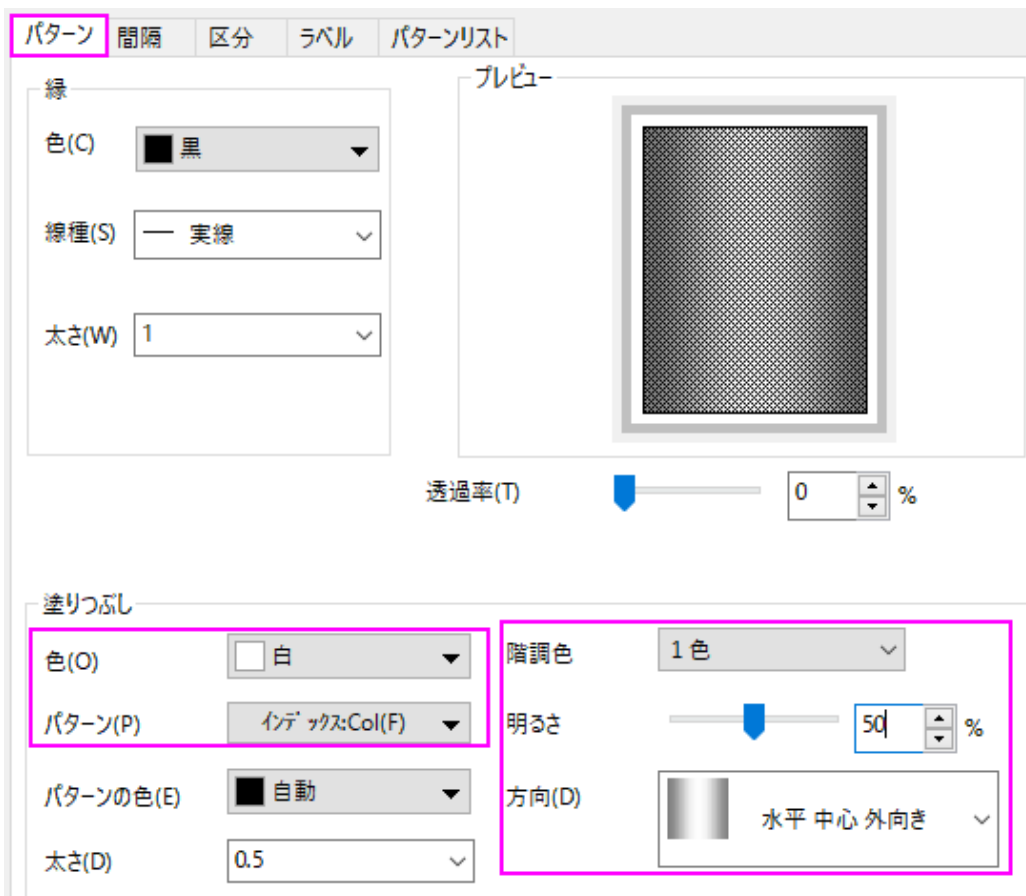 パターン 間隔 区分 ラベル パターンリスト
縁
色(C) 黒
線種(S) 実線
太さ(W) 1
プレビュー
透過率(T) 0 %
塗りつぶし
色(O) 白
パターン(P) インデックス:Col(F)
パターンの色(E) 自動
太さ(D) 0.5
階調色 1 色
明るさ 50 %
方向(D) 水平 中心 外向き